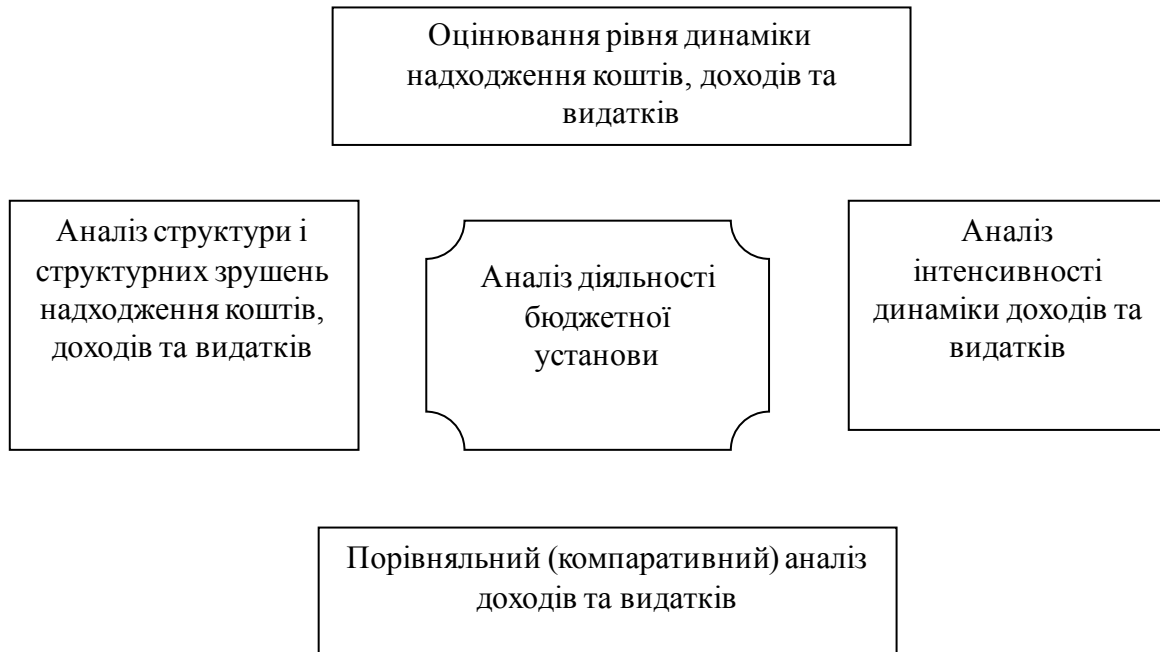 Оцінювання рівня динаміки
надходження коштів, доходів та
видатків
Аналіз структури і
структурних зрушень
надходження коштів,
доходів та видатків
Аналіз діяльності
бюджетної
установи
Аналіз
інтенсивності
динаміки доходів та
видатків
Порівняльний (компаративний) аналіз
доходів та видатків